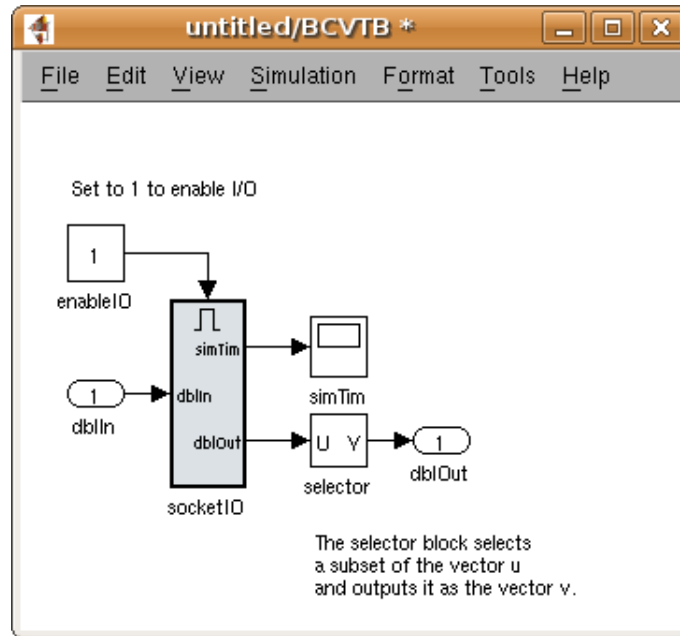 untitled/BCVTB *
File Edit View Simulation Format Tools Help
Set to 1 to enable I/O
1
enableIO
simTim
dblIn
dblOut
1
dblIn
socketIO
simTim
U Y
selector
1
dblOut
The selector block selects
a subset of the vector u
and outputs it as the vector v.